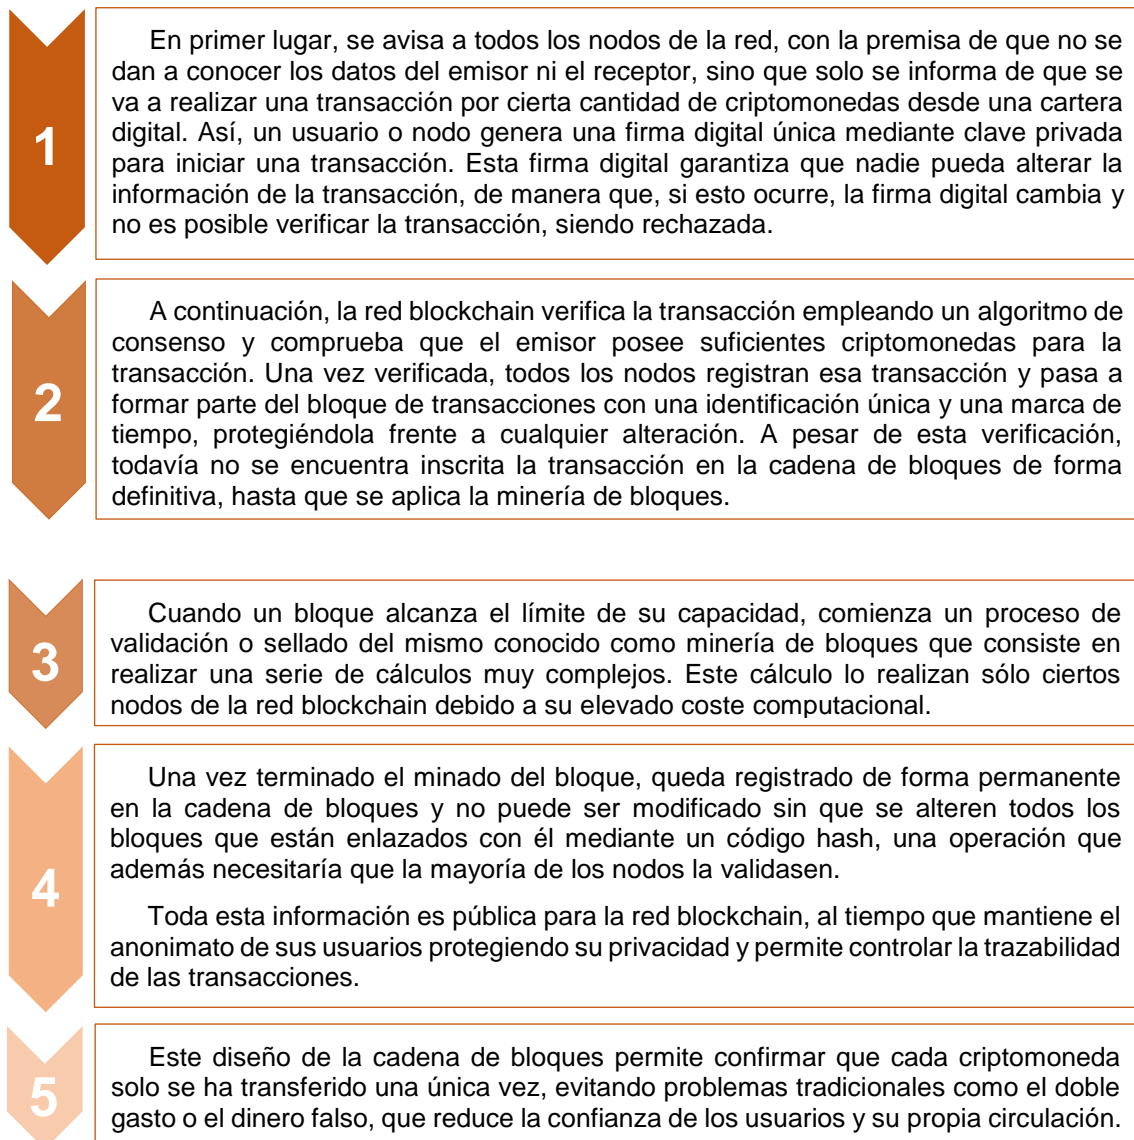 1
En primer lugar, se avisa a todos los nodos de la red, con la premisa de que no se
dan a conocer los datos del emisor ni el receptor, sino que solo se informa de que se
va a realizar una transacción por cierta cantidad de criptomonedas desde una cartera
digital. Así, un usuario o nodo genera una firma digital única mediante clave privada
para iniciar una transacción. Esta firma digital garantiza que nadie pueda alterar la
información de la transacción, de manera que, si esto ocurre, la firma digital cambia y
no es posible verificar la transacción, siendo rechazada.
2
A continuación, la red blockchain verifica la transacción empleando un algoritmo de
consenso y comprueba que el emisor posee suficientes criptomonedas para la
transacción. Una vez verificada, todos los nodos registran esa transacción y pasa a
formar parte del bloque de transacciones con una identificación única y una marca de
tiempo, protegiéndola frente a cualquier alteración. A pesar de esta verificación,
todavía no se encuentra inscrita la transacción en la cadena de bloques de forma
definitiva, hasta que se aplica la minería de bloques.
3
Cuando un bloque alcanza el límite de su capacidad, comienza un proceso de
validación o sellado del mismo conocido como minería de bloques que consiste en
realizar una serie de cálculos muy complejos. Este cálculo lo realizan sólo ciertos
nodos de la red blockchain debido a su elevado coste computacional.
4
Una vez terminado el minado del bloque, queda registrado de forma permanente
en la cadena de bloques y no puede ser modificado sin que se alteren todos los
bloques que están enlazados con él mediante un código hash, una operación que
además necesitaría que la mayoría de los nodos la validasen.
Toda esta información es pública para la red blockchain, al tiempo que mantiene el
anonimato de sus usuarios protegiendo su privacidad y permite controlar la trazabilidad
de las transacciones.
5
Este diseño de la cadena de bloques permite confirmar que cada criptomoneda
solo se ha transferido una única vez, evitando problemas tradicionales como el doble
gasto o el dinero falso, que reduce la confianza de los usuarios y su propia circulación.